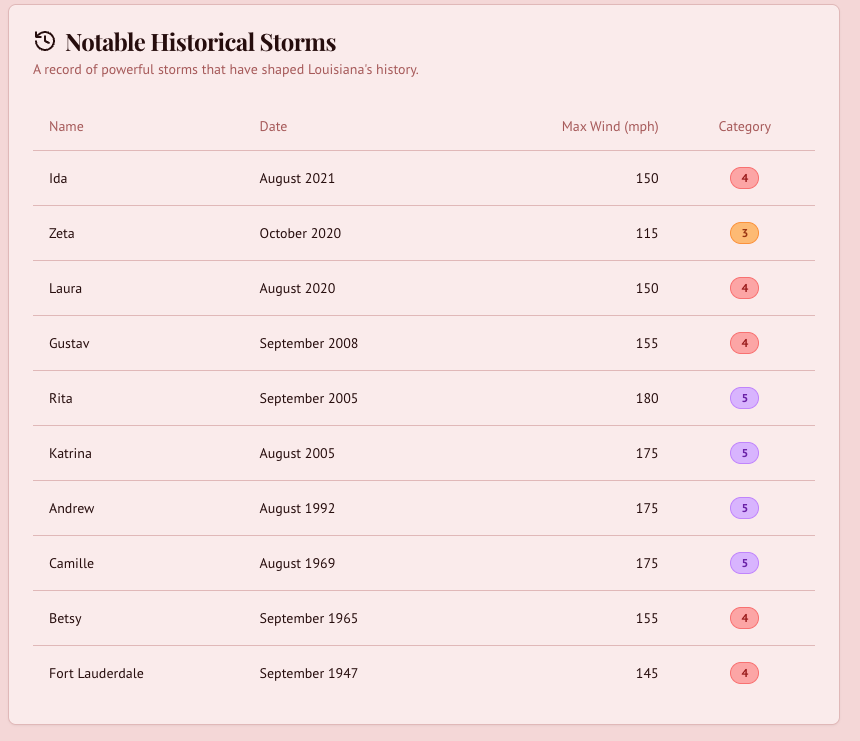 Notable Historical Storms
A record of powerful storms that have shaped Louisiana's history.
Name Date Max Wind (mph) Category
Ida August 2021 150 4
Zeta October 2020 115 3
Laura August 2020 150 4
Gustav September 2008 155 4
Rita September 2005 180 5
Katrina August 2005 175 5
Andrew August 1992 175 5
Camille August 1969 175 5
Betsy September 1965 155 4
Fort Lauderdale September 1947 145 4